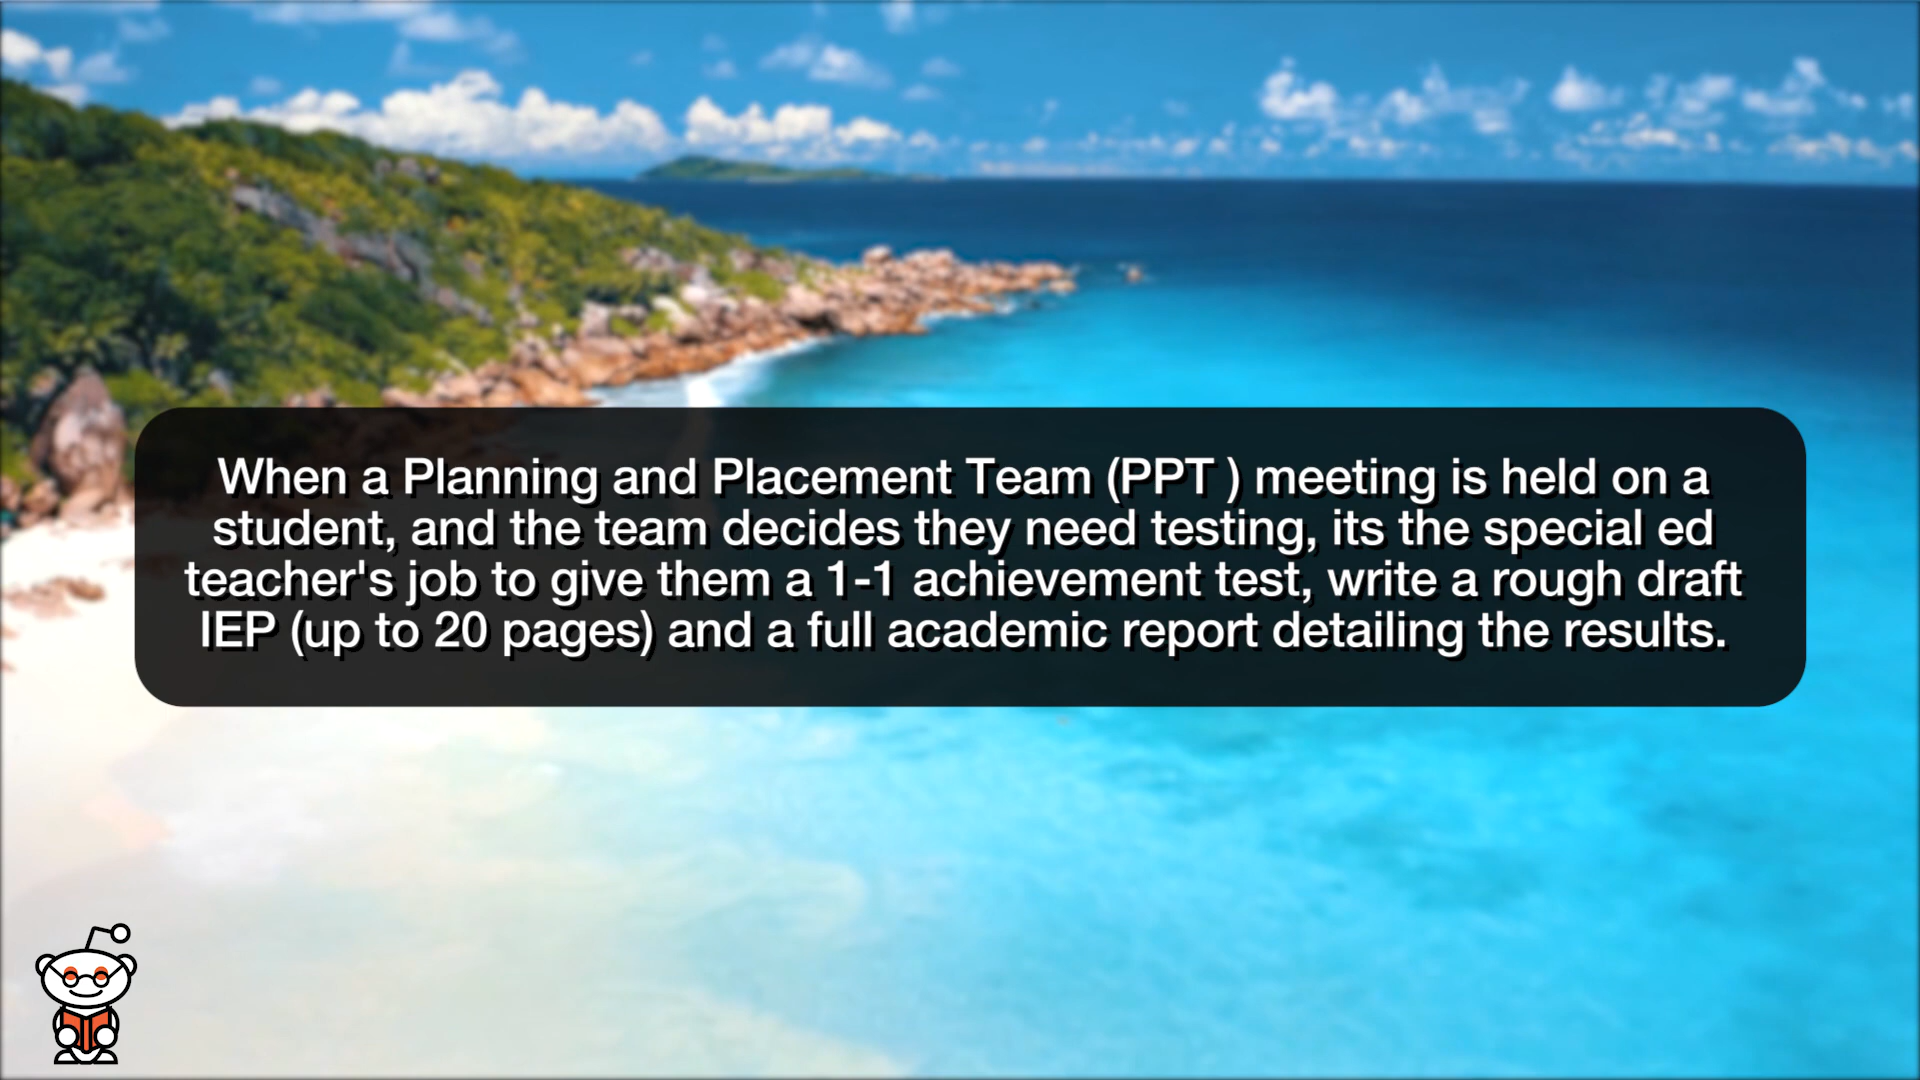 When a Planning and Placement Team (PPT ) meeting is held on a
student, and the team decides they need testing, its the special ed
teacher's job to give them a 1-1 achievement test, write a rough draft
IEP (up to 20 pages) and a full academic report detailing the results.